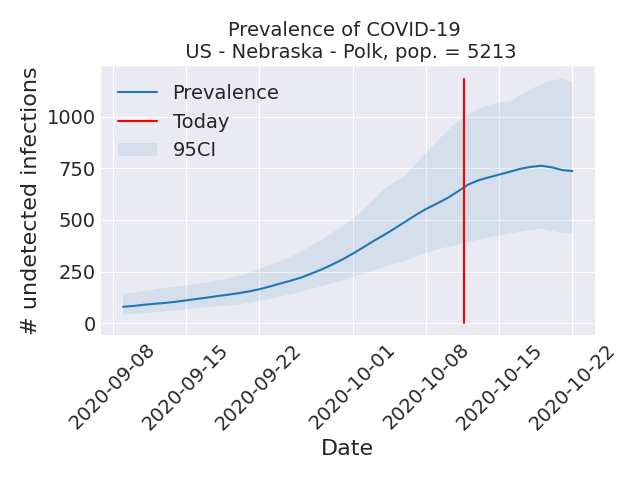 Prevalence of COVID-19
US - Nebraska - Polk, pop. = 5213
# undetected infections
1000
750
500
250
0
Prevalence
Today
95CI
2020-09-08
2020-09-15
2020-09-22
2020-10-01
2020-10-08
2020-10-15
2020-10-22
Date